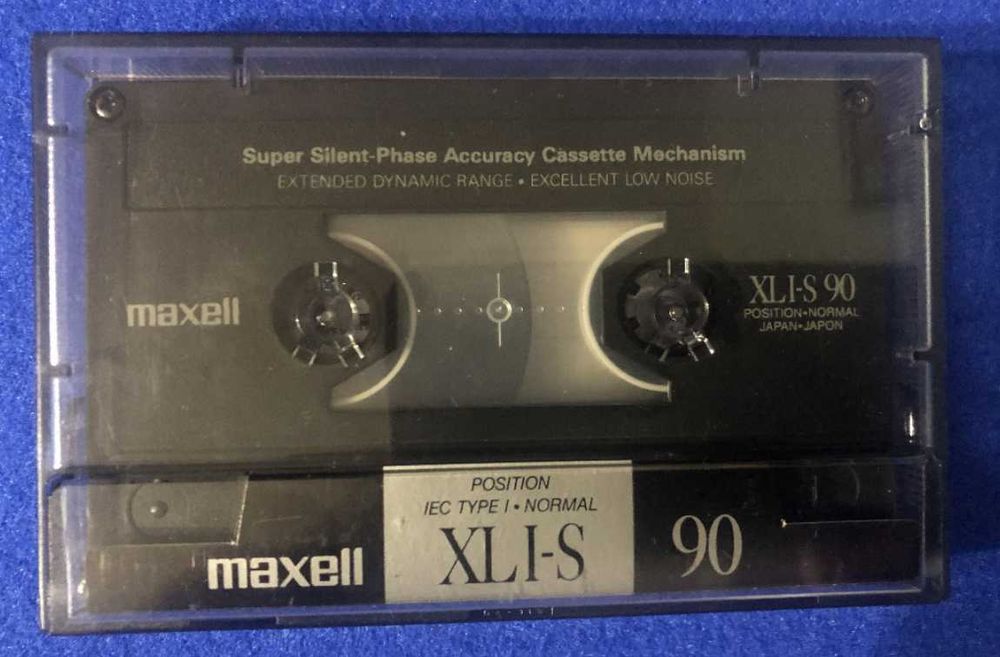 Super Silent-Phase Accuracy Cassette Mechanism
EXTENDED DYNAMIC RANGE • EXCELLENT LOW NOISE
maxell
XLI-S 90
POSITION•NORMAL
JAPAN•JAPON
POSITION
IEC TYPE I • NORMAL
maxell
XLI-S
90